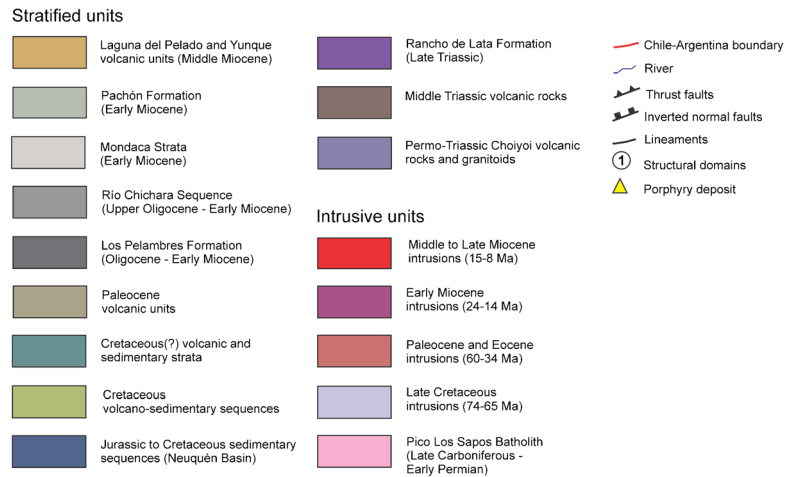 Stratified units
Laguna del Pelado and Yunque
volcanic units (Middle Miocene)
Pachón Formation
(Early Miocene)
Mondaca Strata
(Early Miocene)
Río Chichara Sequence
(Upper Oligocene - Early Miocene)
Los Pelambres Formation
(Oligocene - Early Miocene)
Paleocene
volcanic units
Cretaceous(?) volcanic and
sedimentary strata
Cretaceous
volcano-sedimentary sequences
Jurassic to Cretaceous sedimentary
sequences (Neuquén Basin)
Rancho de Lata Formation
(Late Triassic)
Middle Triassic volcanic rocks
Permo-Triassic Choiyoi volcanic
rocks and granitoids
Intrusive units
Middle to Late Miocene
intrusions (15-8 Ma)
Early Miocene
intrusions (24-14 Ma)
Paleocene and Eocene
intrusions (60-34 Ma)
Late Cretaceous
intrusions (74-65 Ma)
Pico Los Sapos Batholith
(Late Carboniferous -
Early Permian)
Chile-Argentina boundary
River
Thrust faults
Inverted normal faults
Lineaments
1 Structural domains
Porphyry deposit